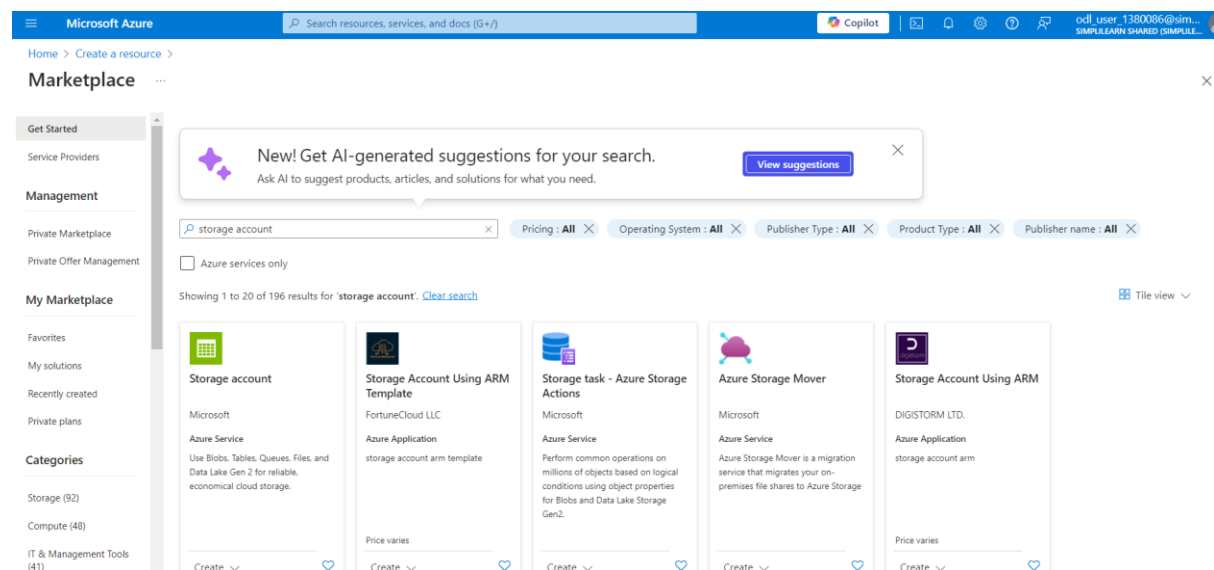 Microsoft Azure
Search resources, services, and docs (G+/)
Copilot
odl_user_1380086@sim...
SIMPLILEARN SHARED (SIMPLILE...
Home > Create a resource >
Marketplace ...
Get Started
Service Providers
Management
Private Marketplace
Private Offer Management
My Marketplace
Favorites
My solutions
Recently created
Private plans
Categories
Storage (92)
Compute (48)
IT & Management Tools
(41)
New! Get AI-generated suggestions for your search.
Ask AI to suggest products, articles, and solutions for what you need.
View suggestions
storage account
Pricing : All
Operating System : All
Publisher Type : All
Product Type : All
Publisher name : All
Azure services only
Showing 1 to 20 of 196 results for 'storage account'. Clear search
Tile view
Storage account
Microsoft
Azure Service
Use Blobs, Tables, Queues, Files, and
Data Lake Gen 2 for reliable,
economical cloud storage.
Create
Storage Account Using ARM
Template
FortuneCloud LLC
Azure Application
storage account arm template
Price varies
Create
Storage task - Azure Storage
Actions
Microsoft
Azure Service
Perform common operations on
millions of objects based on logical
conditions using object properties
for Blobs and Data Lake Storage
Gen2.
Create
Azure Storage Mover
Microsoft
Azure Service
Azure Storage Mover is a migration
service that migrates your on-
premises file shares to Azure Storage
Create
digistorm
Storage Account Using ARM
DIGISTORM LTD.
Azure Application
storage account arm
Price varies
Create